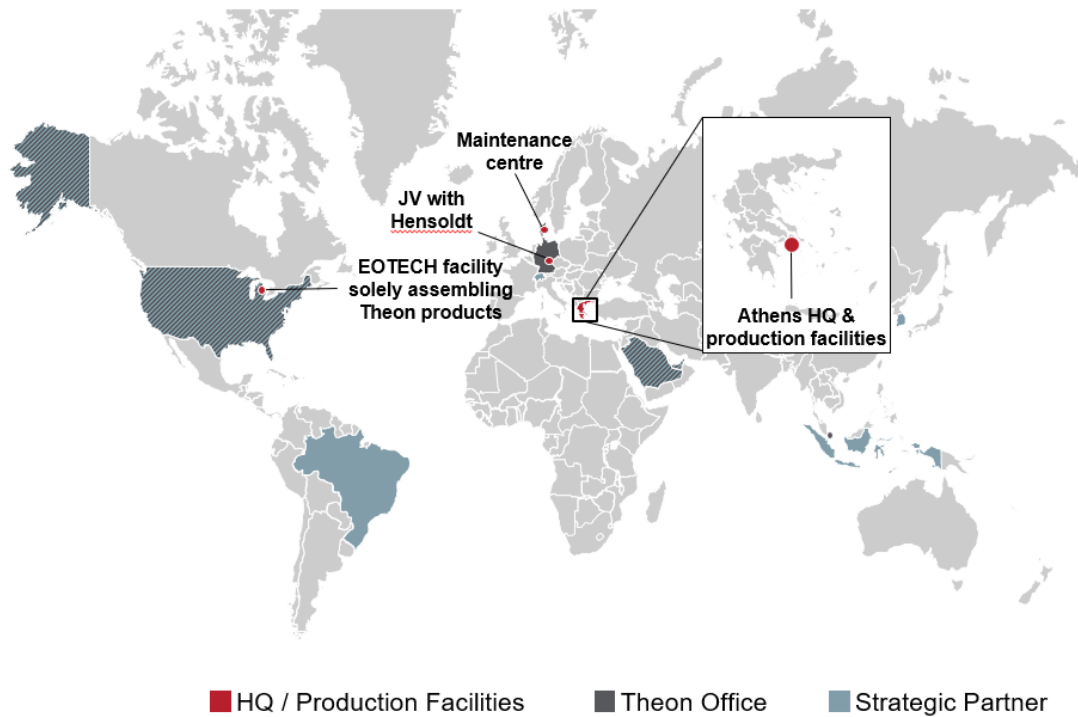 Maintenance
centre
JV with
Hensoldt
EOTECH facility
solely assembling
Theon products
Athens HQ &
production facilities
HQ / Production Facilities
Theon Office
Strategic Partner